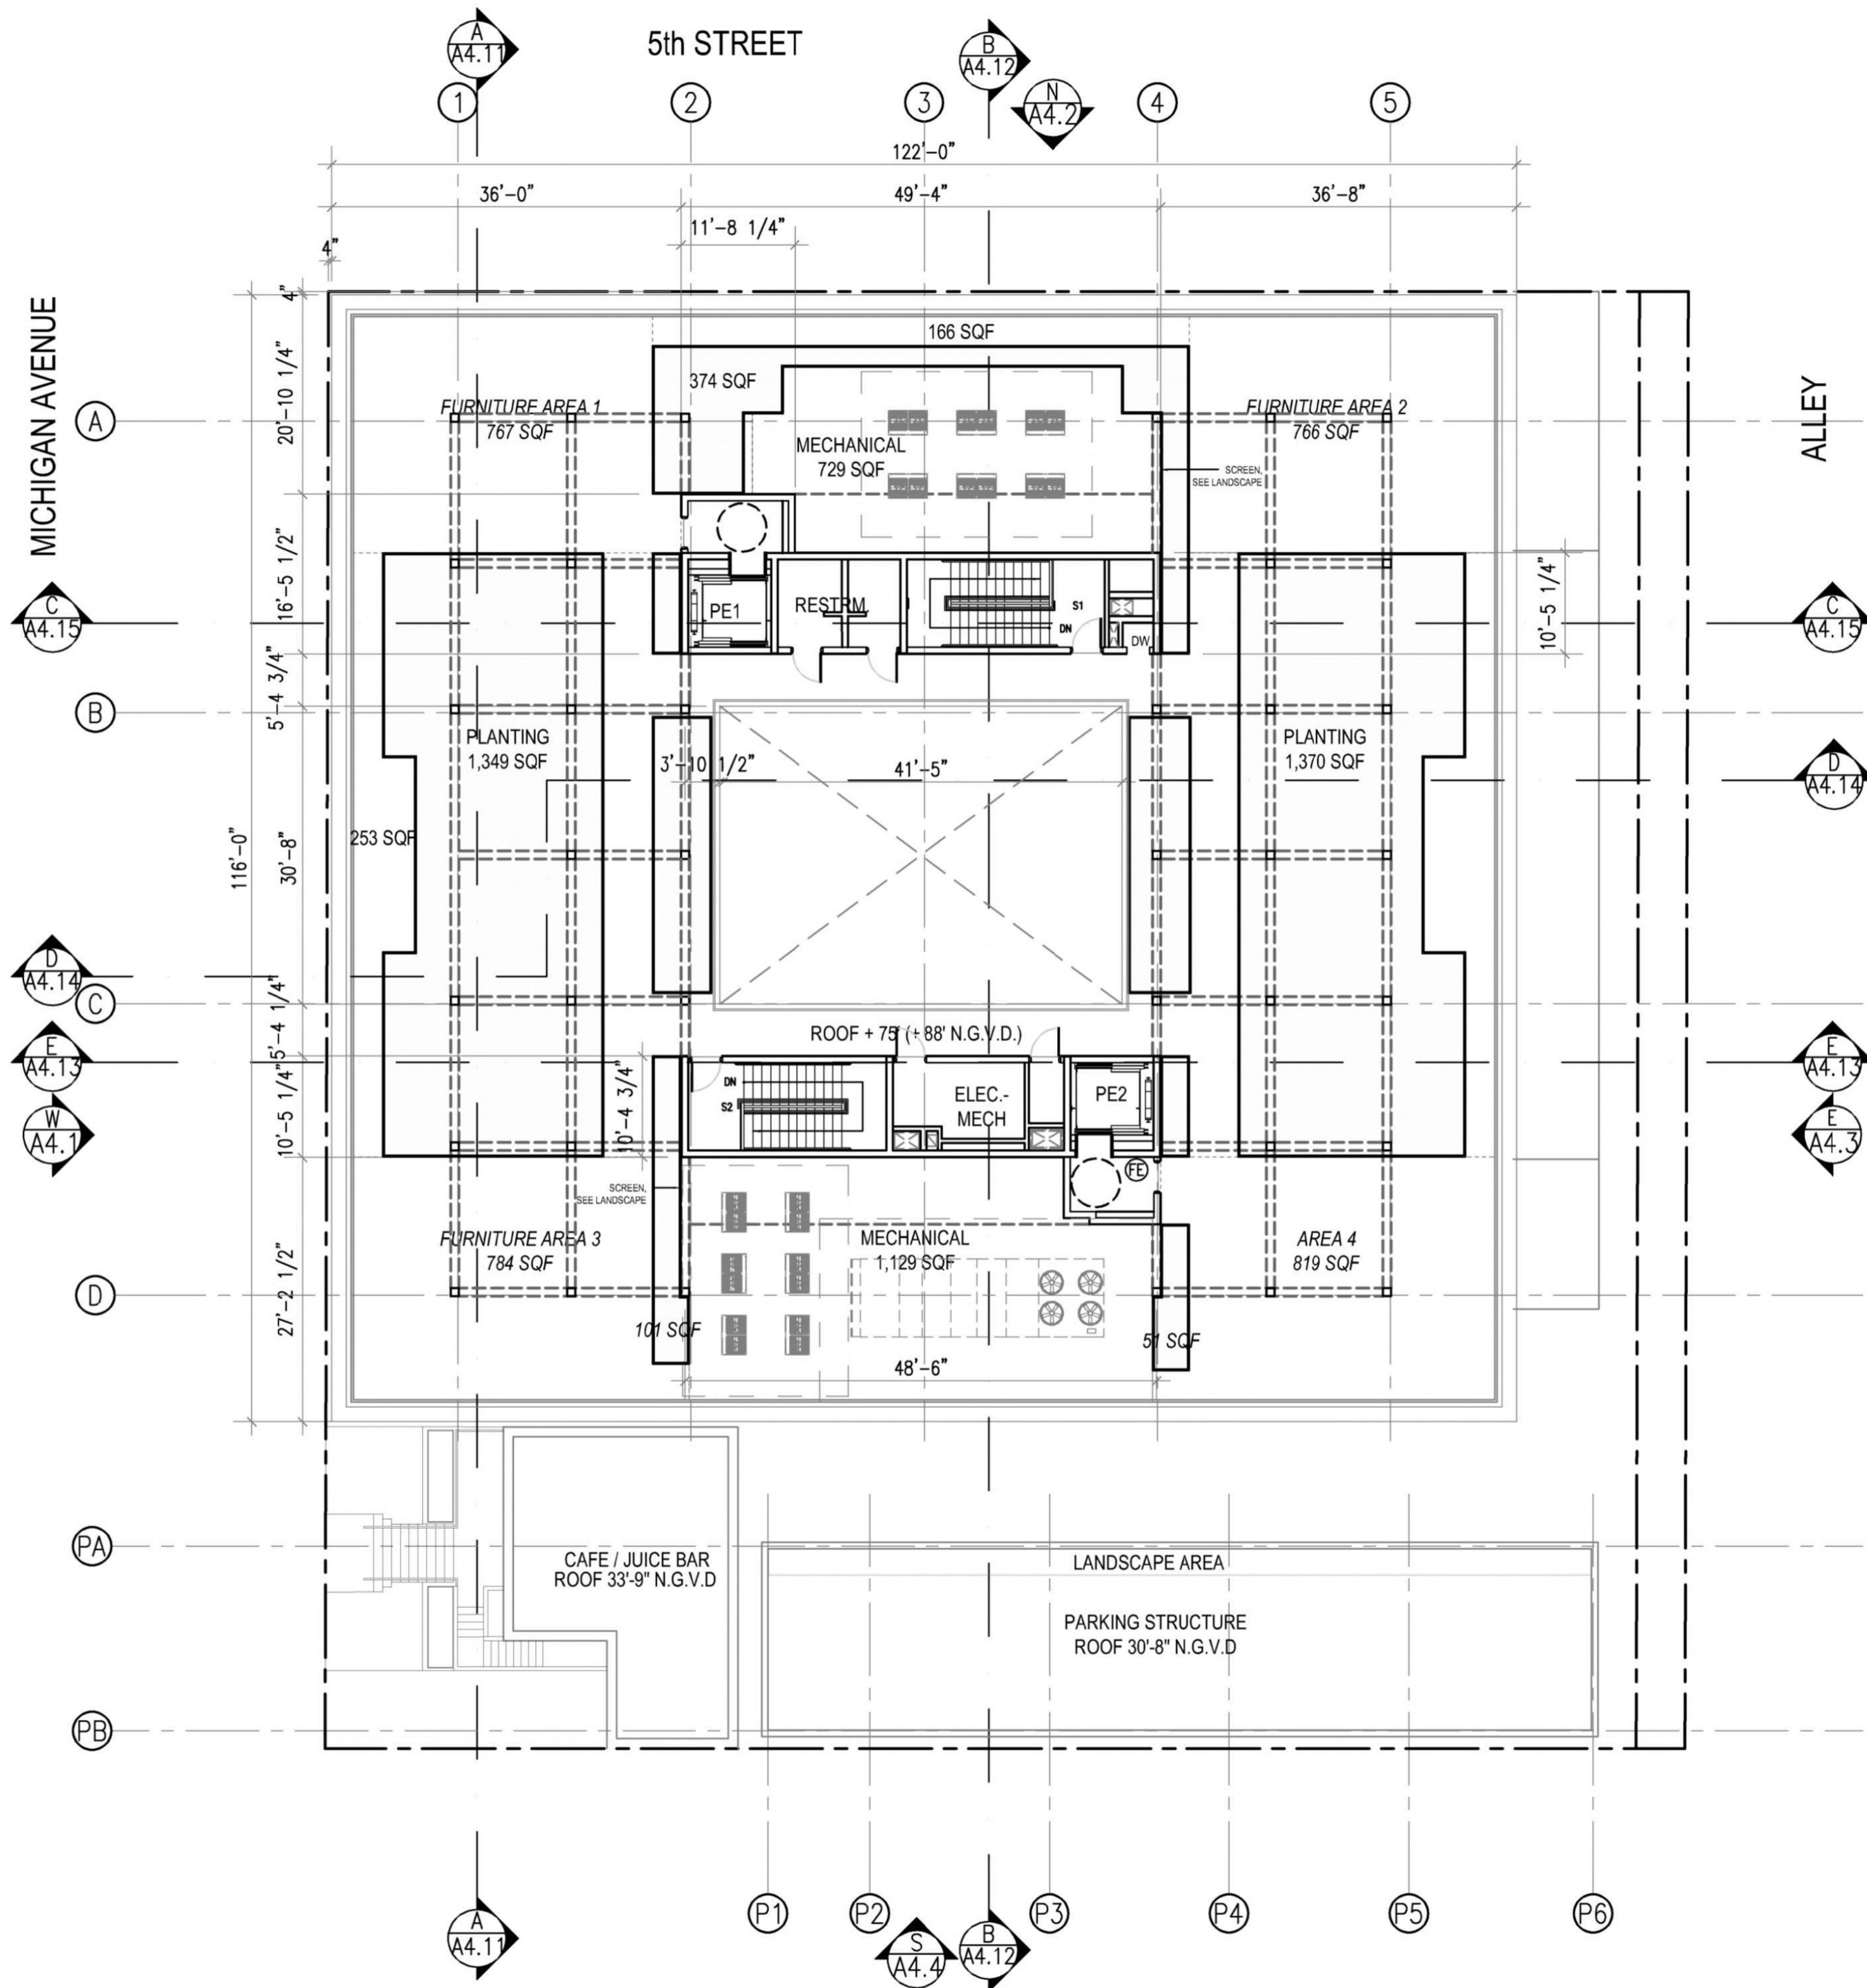 A
A4.11
5th STREET
B
A4.12
N
A4.2
1
2
3
4
5
122'-0"
36'-0"
49'-4"
36'-8"
11'-8 1/4"
4"
4"
MICHIGAN AVENUE
ALLEY
166 SQF
374 SQF
FURNITURE AREA 1
767 SQF
FURNITURE AREA 2
766 SQF
A
20'-10 1/4"
MECHANICAL
729 SQF
SCREEN,
SEE LANDSCAPE
16'-5 1/2"
10'-5 1/4"
C
A4.15
PE1
RESTRM.
S1
DN
DW
C
A4.15
5'-4 3/4"
B
PLANTING
1,349 SQF
3'-10 1/2"
41'-5"
PLANTING
1,370 SQF
D
A4.14
253 SQF
116'-0"
30'-8"
D
A4.14
C
5'-4 1/4"
ROOF + 75' (+ 88' N.G.V.D.)
E
A4.13
E
A4.13
10'-5 1/4"
10'-4 3/4"
DN
S2
ELEC.-
MECH
PE2
W
A4.1
E
A4.3
FE
SCREEN,
SEE LANDSCAPE
FURNITURE AREA 3
784 SQF
MECHANICAL
1,129 SQF
AREA 4
819 SQF
D
27'-2 1/2"
101 SQF
51 SQF
48'-6"
PA
CAFE / JUICE BAR
ROOF 33'-9" N.G.V.D
LANDSCAPE AREA
PARKING STRUCTURE
ROOF 30'-8" N.G.V.D
PB
P1
P2
P3
P4
P5
P6
A
A4.11
S
A4.4
B
A4.12